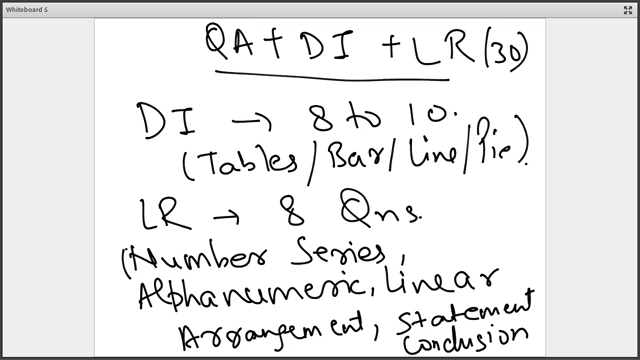 Whiteboard 5
QA + DI + LR (30)
DI → 8 to 10.
(Tables/Bar/Line/Pie).
LR → 8 Qns.
(Number Series,
Alphanumeric, Linear
Arrangement, Statement
Conclusion